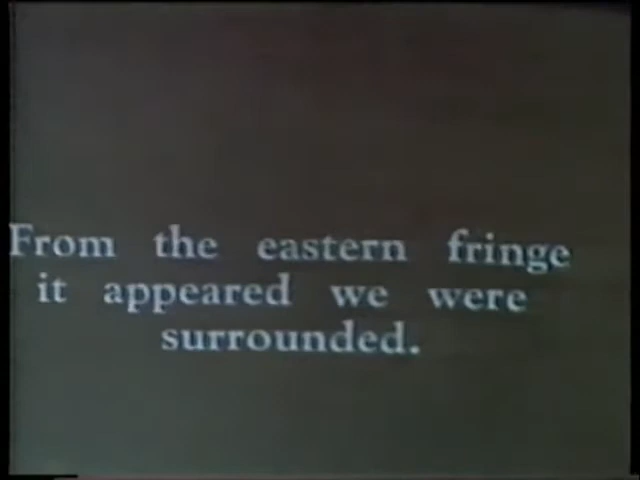 From the eastern fringe
it appeared we were
surrounded.